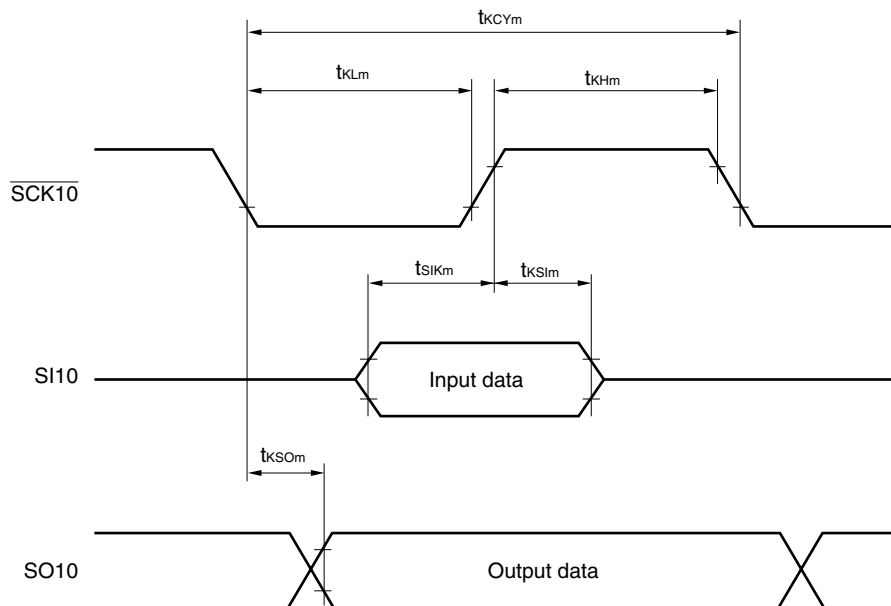 tKCYm
tKLm
tKHm
SCK10
tSIKm
tKSIm
SI10
Input data
tKSOm
SO10
Output data